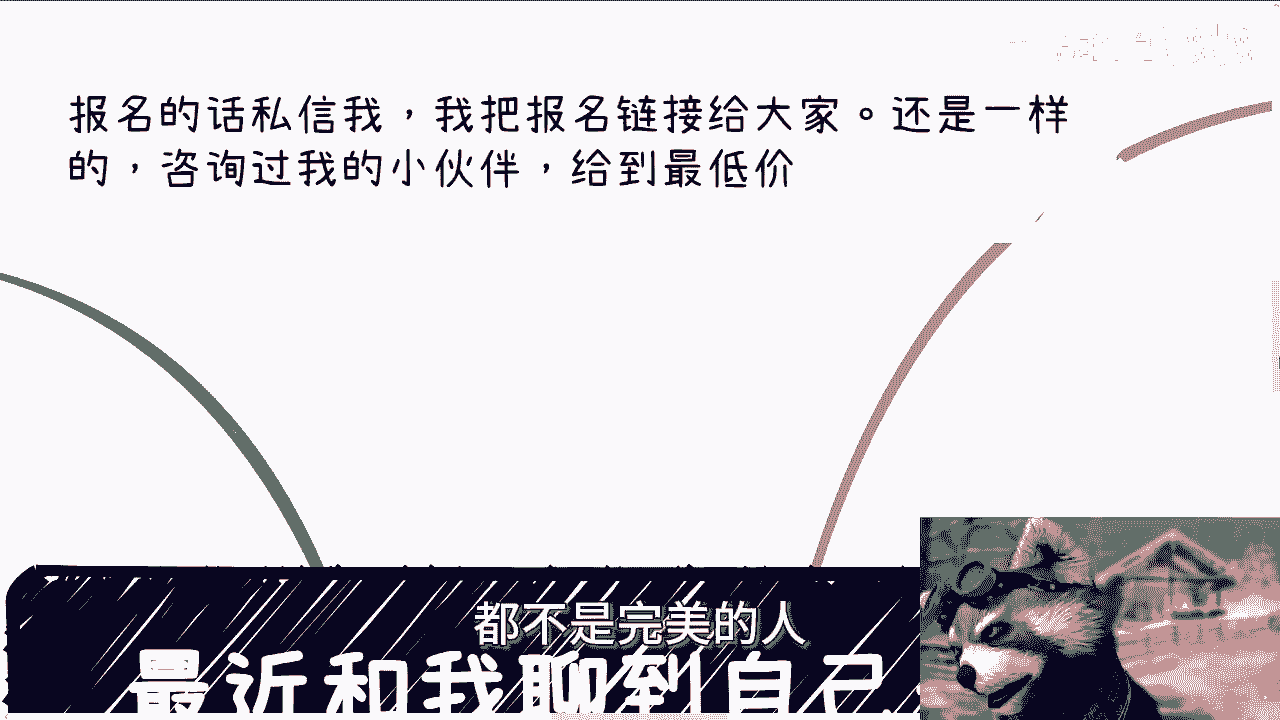 报名的话私信我，我把报名链接给大家。还是一样
的，咨询过我的小伙伴，给到最低价
都不是完美的人
最近和我聊到自己